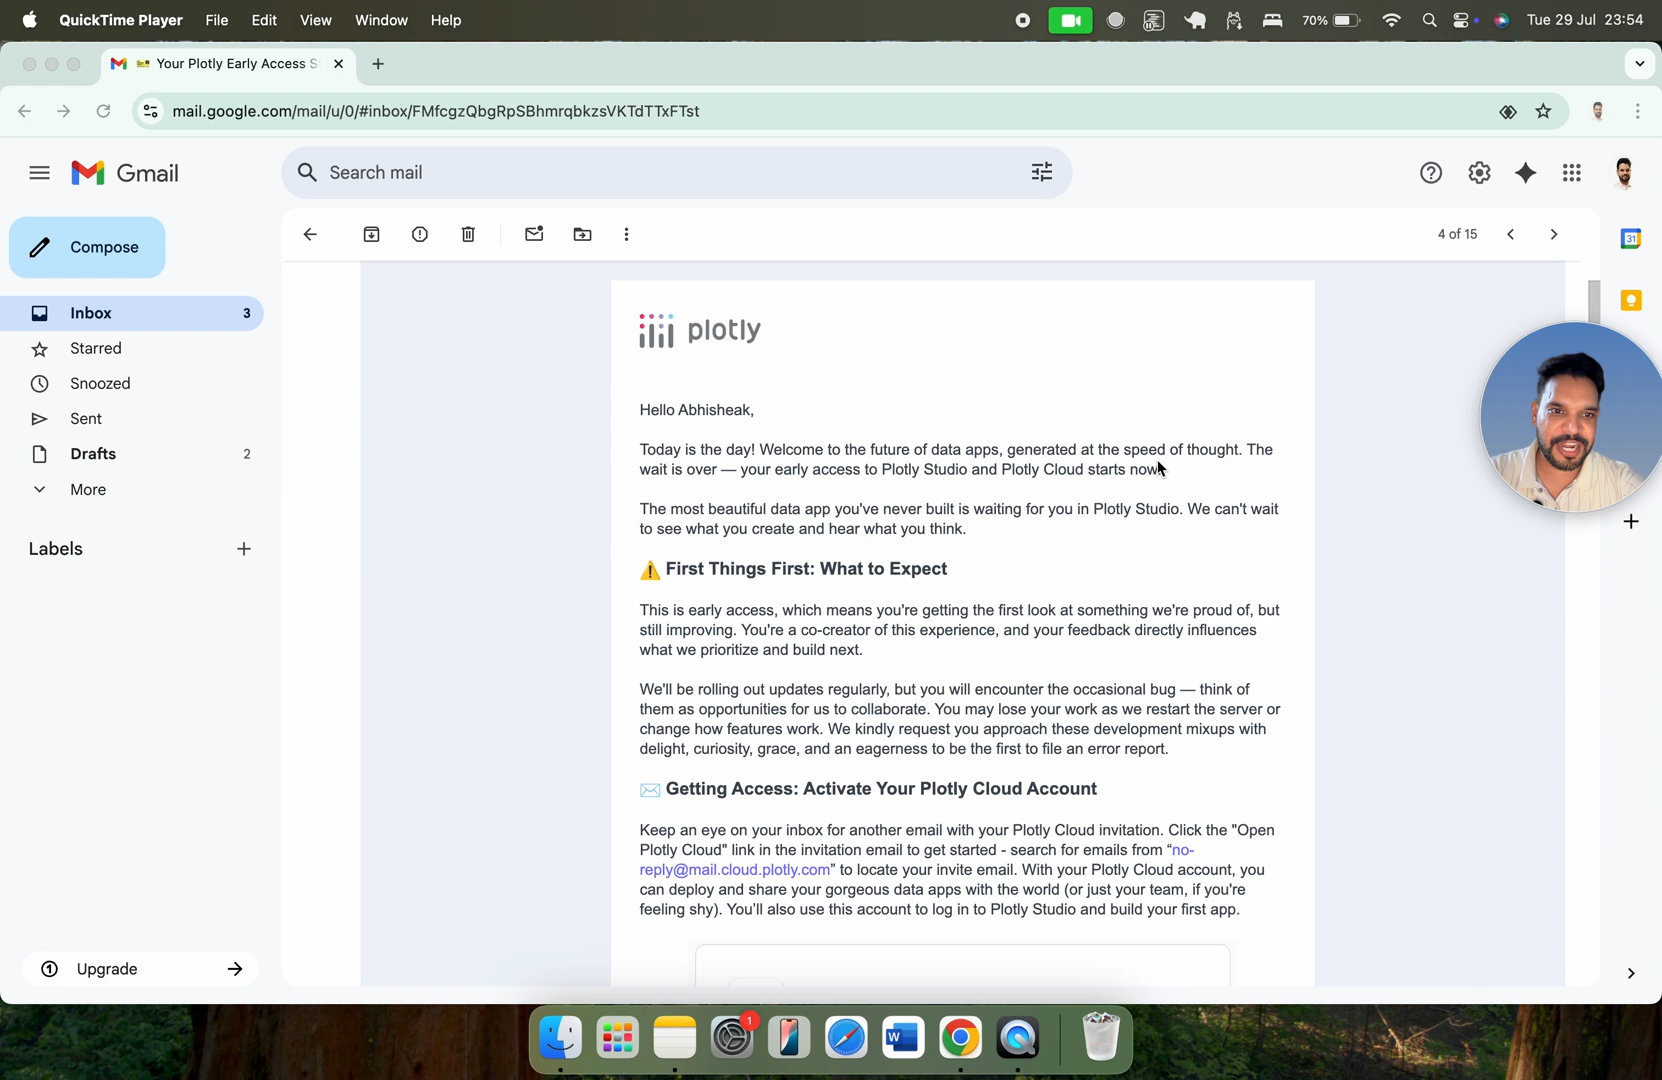 QuickTime Player File Edit View Window Help 70% Tue 29 Jul 23:54
Your Plotly Early Access S
mail.google.com/mail/u/0/#inbox/FMfcgzQbgRpSBhmrqbkzsVKTdTTxFTst
Gmail
Search mail
Compose
4 of 15
31
Inbox 3
Starred
Snoozed
Sent
Drafts 2
More
Labels
Upgrade
plotly
Hello Abhisheak,
Today is the day! Welcome to the future of data apps, generated at the speed of thought. The
wait is over — your early access to Plotly Studio and Plotly Cloud starts now
The most beautiful data app you've never built is waiting for you in Plotly Studio. We can't wait
to see what you create and hear what you think.
⚠️ First Things First: What to Expect
This is early access, which means you're getting the first look at something we're proud of, but
still improving. You're a co-creator of this experience, and your feedback directly influences
what we prioritize and build next.
We'll be rolling out updates regularly, but you will encounter the occasional bug — think of
them as opportunities for us to collaborate. You may lose your work as we restart the server or
change how features work. We kindly request you approach these development mixups with
delight, curiosity, grace, and an eagerness to be the first to file an error report.
✉️ Getting Access: Activate Your Plotly Cloud Account
Keep an eye on your inbox for another email with your Plotly Cloud invitation. Click the "Open
Plotly Cloud" link in the invitation email to get started - search for emails from “no-
reply@mail.cloud.plotly.com” to locate your invite email. With your Plotly Cloud account, you
can deploy and share your gorgeous data apps with the world (or just your team, if you're
feeling shy). You’ll also use this account to log in to Plotly Studio and build your first app.
1
W